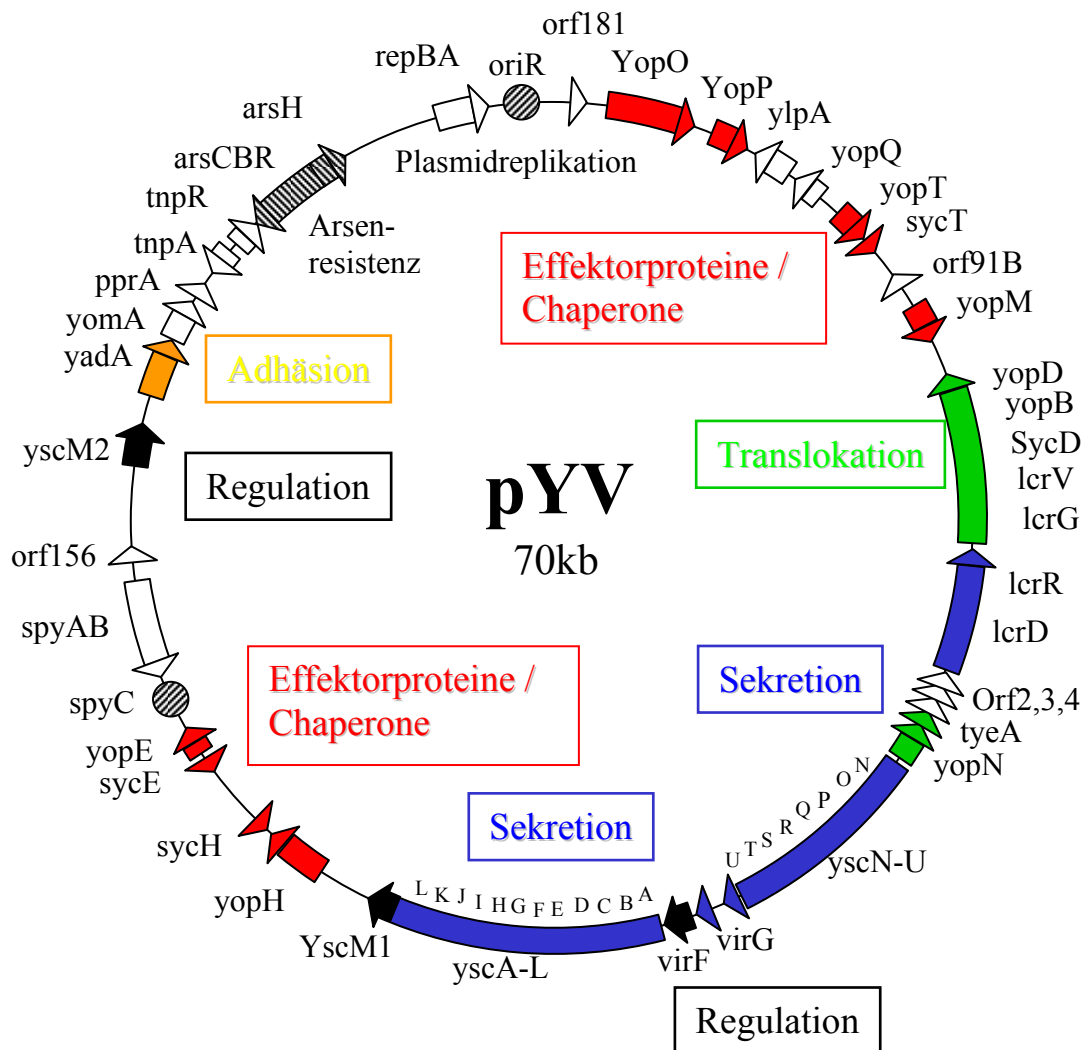 orf181
repBA
oriR
YopO
YopP
ylpA
yopQ
yopT
sycT
orf91B
yopM
yopD
yopB
SycD
lcrV
lcrG
lcrR
lcrD
Orf2,3,4
tyeA
yopN
yscN-U
N
O
P
Q
R
S
T
U
virG
virF
Regulation
yscA-L
L K J I H G F E D C B A
YscM1
yopH
sycH
sycE
yopE
spyC
spyAB
orf156
yscM2
yadA
yomA
pprA
tnpA
tnpR
arsCBR
arsH
Plasmidreplikation
Arsen-
resistenz
Effektorproteine /
Chaperone
Adhäsion
Translokation
Regulation
pYV
70kb
Sekretion
Effektorproteine /
Chaperone
Sekretion